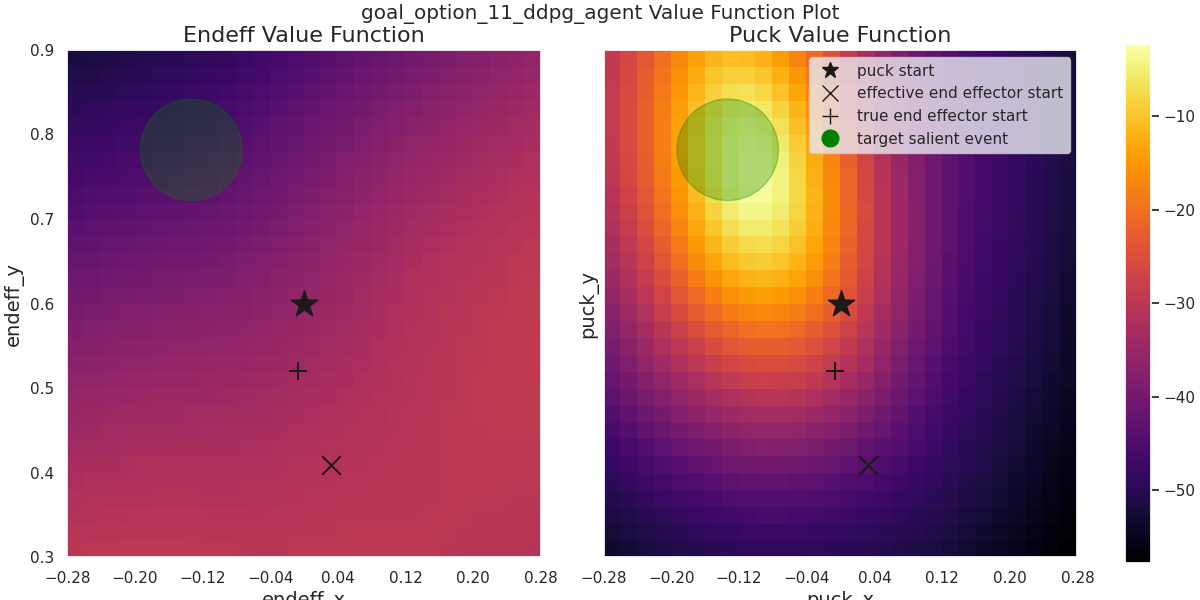 goal_option_11_ddpg_agent Value Function Plot
Endeff Value Function
Puck Value Function
0.9
0.8
0.7
0.6
0.5
0.4
0.3
endeff_y
−0.28 −0.20 −0.12 −0.04 0.04 0.12 0.20 0.28
endeff_x
puck_y
puck start
effective end effector start
true end effector start
target salient event
−0.28 −0.20 −0.12 −0.04 0.04 0.12 0.20 0.28
puck_x
−10
−20
−30
−40
−50